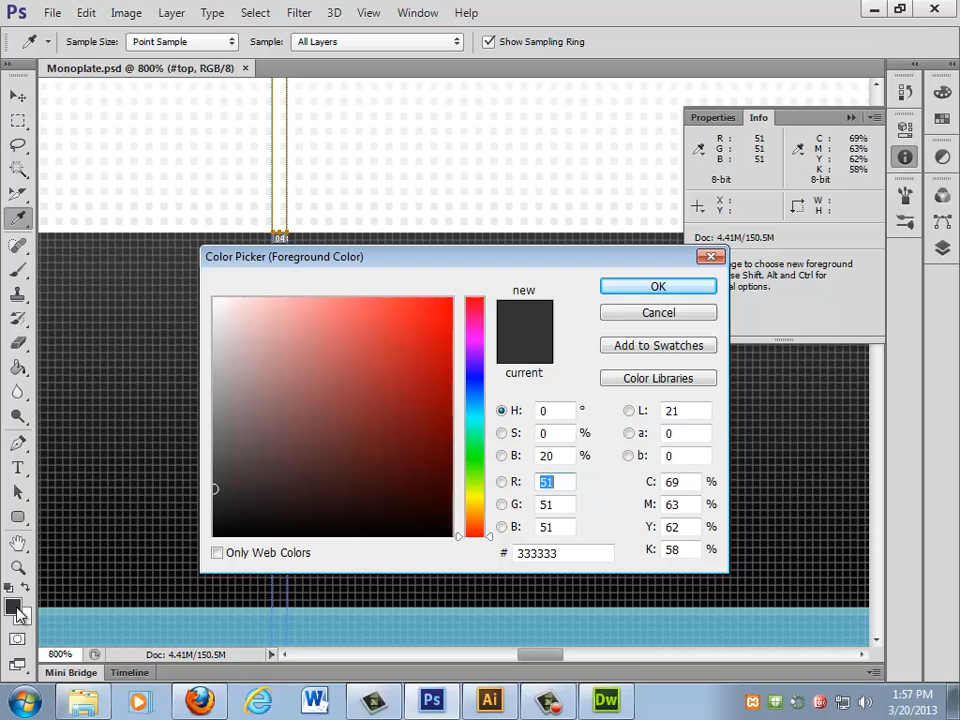 Ps File Edit Image Layer Type Select Filter 3D View Window Help
Sample Size: Point Sample Sample: All Layers Show Sampling Ring
Monoplate.psd @ 800% (#top, RGB/8) ×
Properties Info
R : 51 C : 69%
G : 51 M : 63%
B : 51 Y : 62%
K : 58%
8-bit 8-bit
X : W :
Y : H :
Doc: 4.41M/150.5M
nge to choose new foreground
se Shift, Alt and Ctrl for
nal options.
04
Color Picker (Foreground Color)
new
current
OK
Cancel
Add to Swatches
Color Libraries
H: 0 ° L: 21
S: 0 % a: 0
B: 20 % b: 0
R: 51 C: 69 %
G: 51 M: 63 %
B: 51 Y: 62 %
# 333333 K: 58 %
Only Web Colors
800% Doc: 4.41M/150.5M
Mini Bridge Timeline
W Ps Ai Dw
1:57 PM
3/20/2013